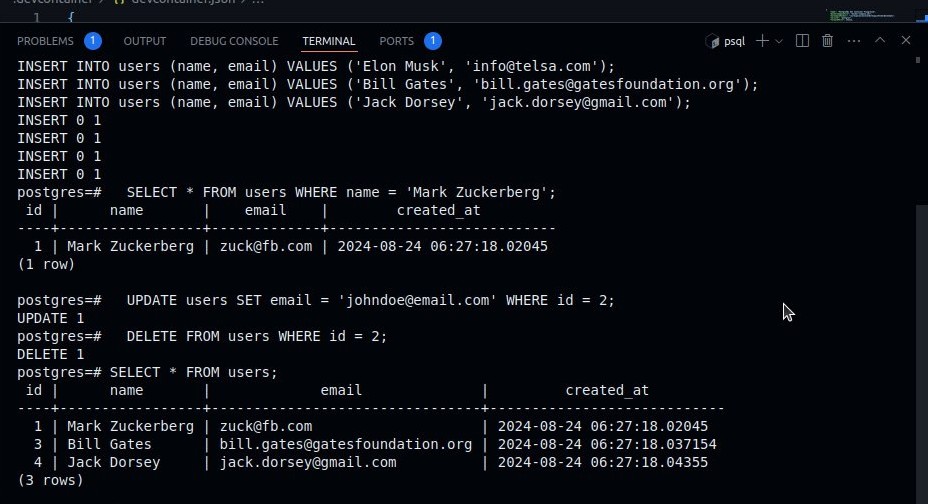 .devcontainer > {} devcontainer.json > ...
1 {
PROBLEMS 1 OUTPUT DEBUG CONSOLE TERMINAL PORTS 1 psql
INSERT INTO users (name, email) VALUES ('Elon Musk', 'info@telsa.com');
INSERT INTO users (name, email) VALUES ('Bill Gates', 'bill.gates@gatesfoundation.org');
INSERT INTO users (name, email) VALUES ('Jack Dorsey', 'jack.dorsey@gmail.com');
INSERT 0 1
INSERT 0 1
INSERT 0 1
INSERT 0 1
postgres=#   SELECT * FROM users WHERE name = 'Mark Zuckerberg';
 id |      name       |    email    |        created_at
----+-----------------+-------------+---------------------------
  1 | Mark Zuckerberg | zuck@fb.com | 2024-08-24 06:27:18.02045
(1 row)
postgres=#   UPDATE users SET email = 'johndoe@email.com' WHERE id = 2;
UPDATE 1
postgres=#   DELETE FROM users WHERE id = 2;
DELETE 1
postgres=# SELECT * FROM users;
 id |      name       |             email              |         created_at
----+-----------------+--------------------------------+----------------------------
  1 | Mark Zuckerberg | zuck@fb.com                    | 2024-08-24 06:27:18.02045
  3 | Bill Gates      | bill.gates@gatesfoundation.org | 2024-08-24 06:27:18.037154
  4 | Jack Dorsey     | jack.dorsey@gmail.com          | 2024-08-24 06:27:18.04355
(3 rows)